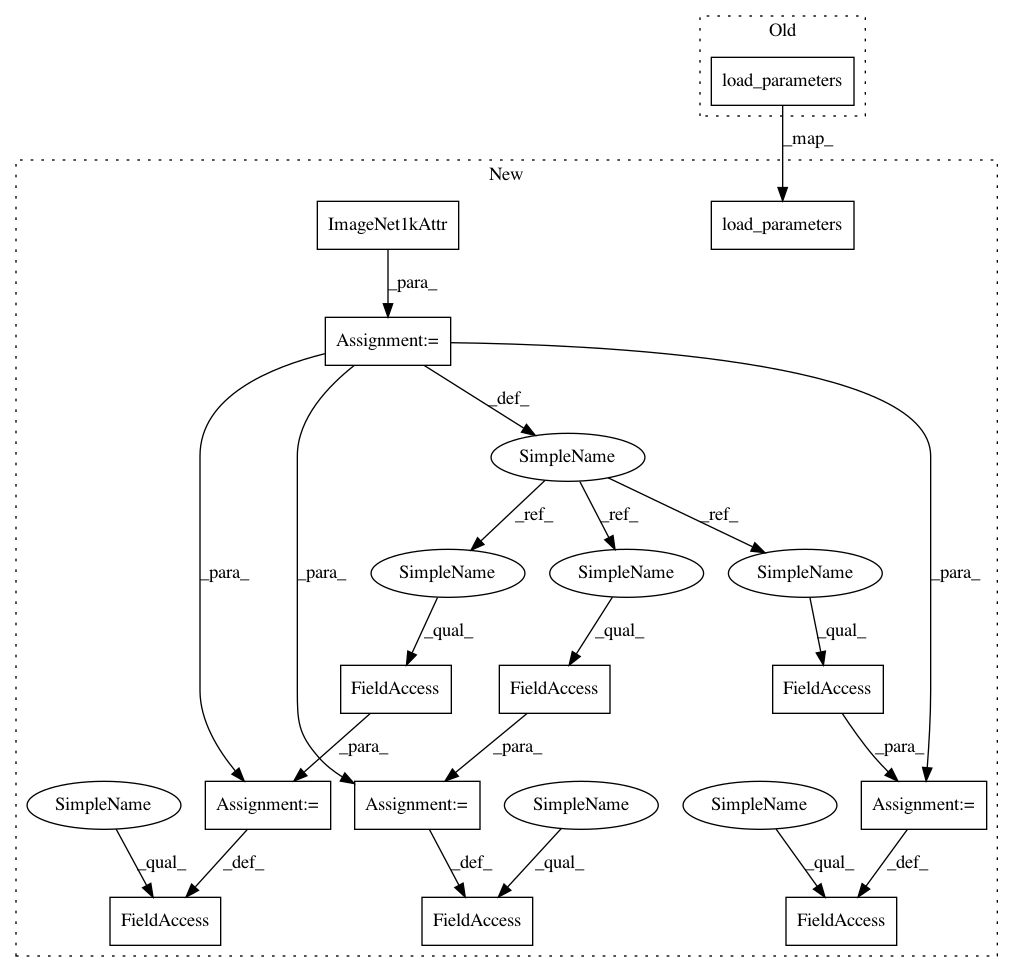 Old
load_parameters
_map_
New
ImageNet1kAttr
load_parameters
_para_
Assignment:=
_def_
SimpleName
_ref_
_ref_
_ref_
_para_
_para_
SimpleName
SimpleName
SimpleName
_para_
_qual_
_qual_
_qual_
FieldAccess
FieldAccess
FieldAccess
_para_
_para_
_para_
SimpleName
Assignment:=
Assignment:=
SimpleName
SimpleName
Assignment:=
_qual_
_def_
_def_
_qual_
_qual_
_def_
FieldAccess
FieldAccess
FieldAccess